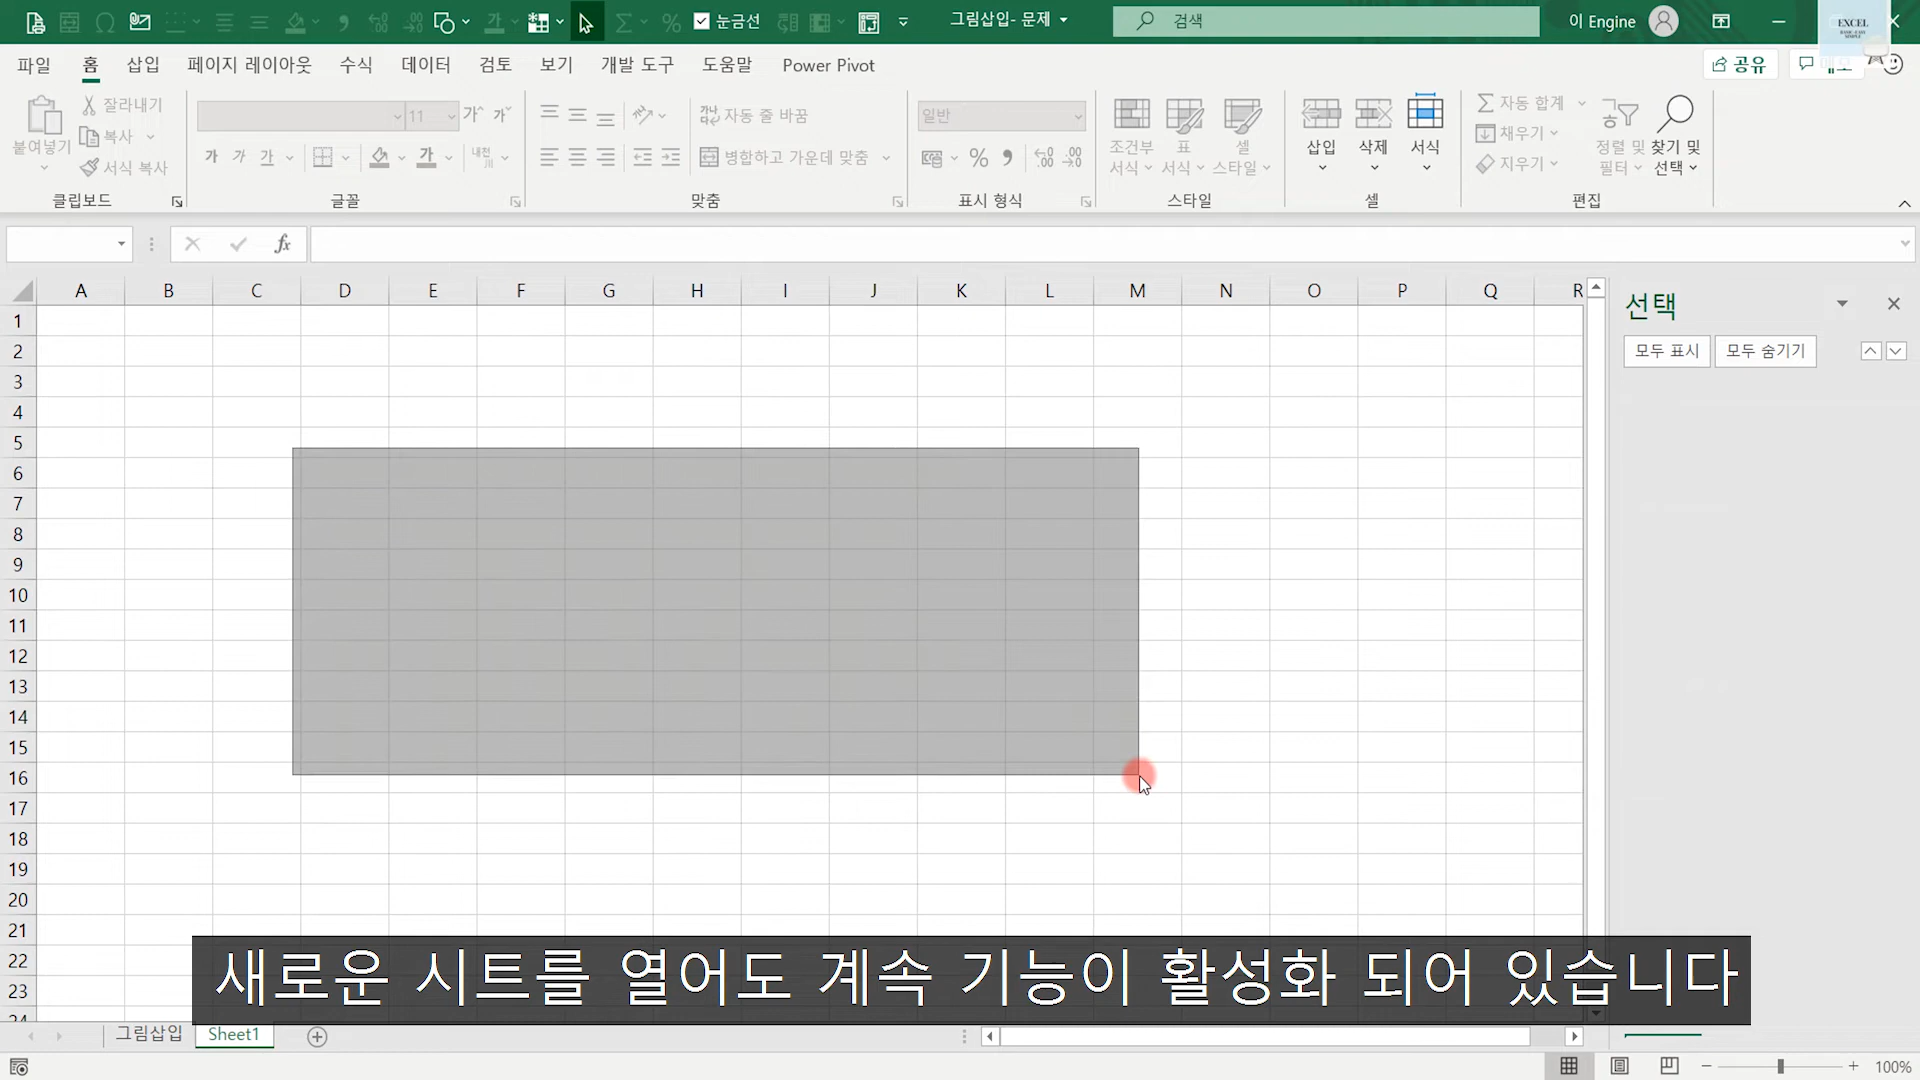 눈금선
그림삽입- 문제
검색
이 Engine
EXCEL
파일 홈 삽입 페이지 레이아웃 수식 데이터 검토 보기 개발 도구 도움말 Power Pivot
공유
붙여넣기
잘라내기
복사
서식 복사
클립보드
11
가 가
가 가 가
가
내천
글꼴
자동 줄 바꿈
병합하고 가운데 맞춤
맞춤
일반
%
표시 형식
조건부 서식
표 서식
셀 스타일
스타일
삽입 삭제 서식
셀
자동 합계
채우기
지우기
정렬 및 필터
찾기 및 선택
편집
fx
A B C D E F G H I J K L M N O P Q R
1
2
3
4
5
6
7
8
9
10
11
12
13
14
15
16
17
18
19
20
21
22
23
24
선택
모두 표시 모두 숨기기
새로운 시트를 열어도 계속 기능이 활성화 되어 있습니다
그림삽입 Sheet1
100%